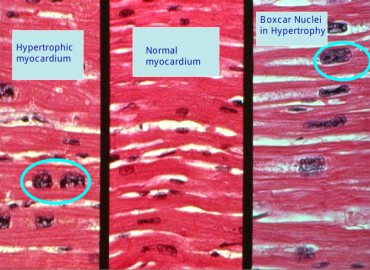 Hypertrophic
myocardium
Normal
myocardium
Boxcar Nuclei
in Hypertrophy